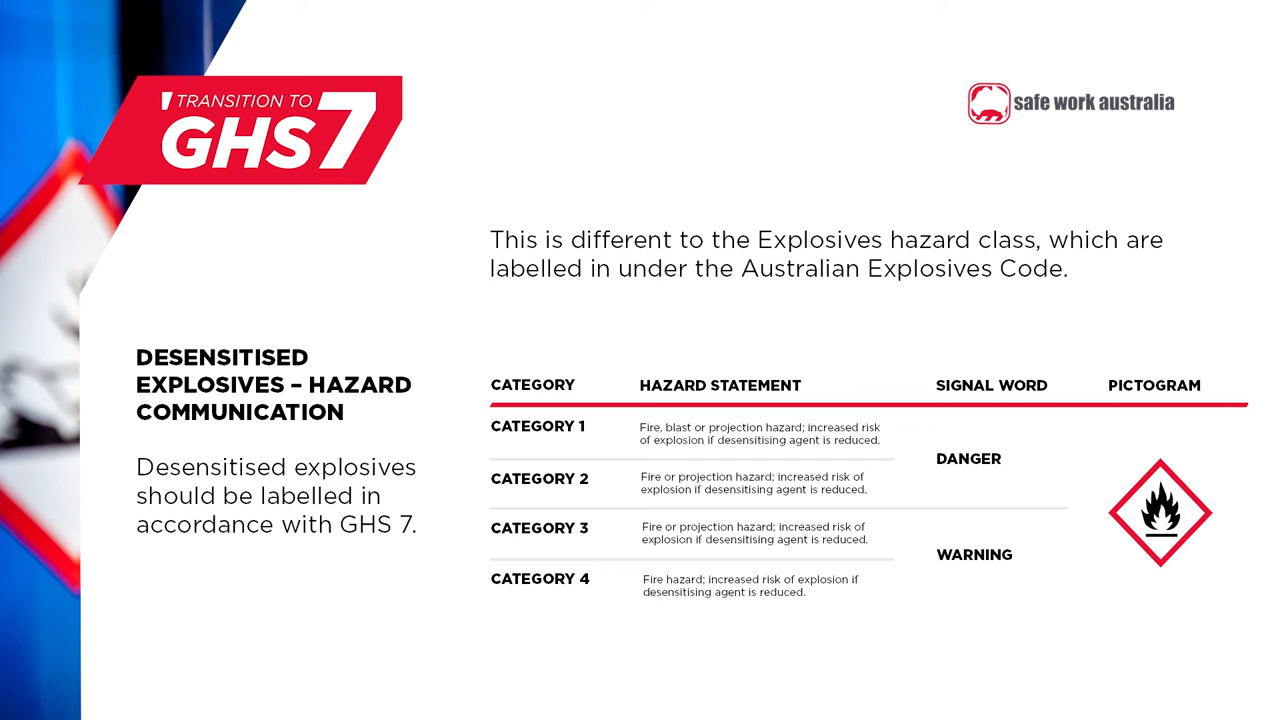 TRANSITION TO
GHS7
safe work australia
This is different to the Explosives hazard class, which are
labelled in under the Australian Explosives Code.
DESENSITISED
EXPLOSIVES – HAZARD
COMMUNICATION
Desensitised explosives
should be labelled in
accordance with GHS 7.
CATEGORY HAZARD STATEMENT SIGNAL WORD PICTOGRAM
CATEGORY 1
Fire, blast or projection hazard; increased risk
of explosion if desensitising agent is reduced.
DANGER
CATEGORY 2
Fire or projection hazard; increased risk of
explosion if desensitising agent is reduced.
CATEGORY 3
Fire or projection hazard; increased risk of
explosion if desensitising agent is reduced.
WARNING
CATEGORY 4
Fire hazard; increased risk of explosion if
desensitising agent is reduced.